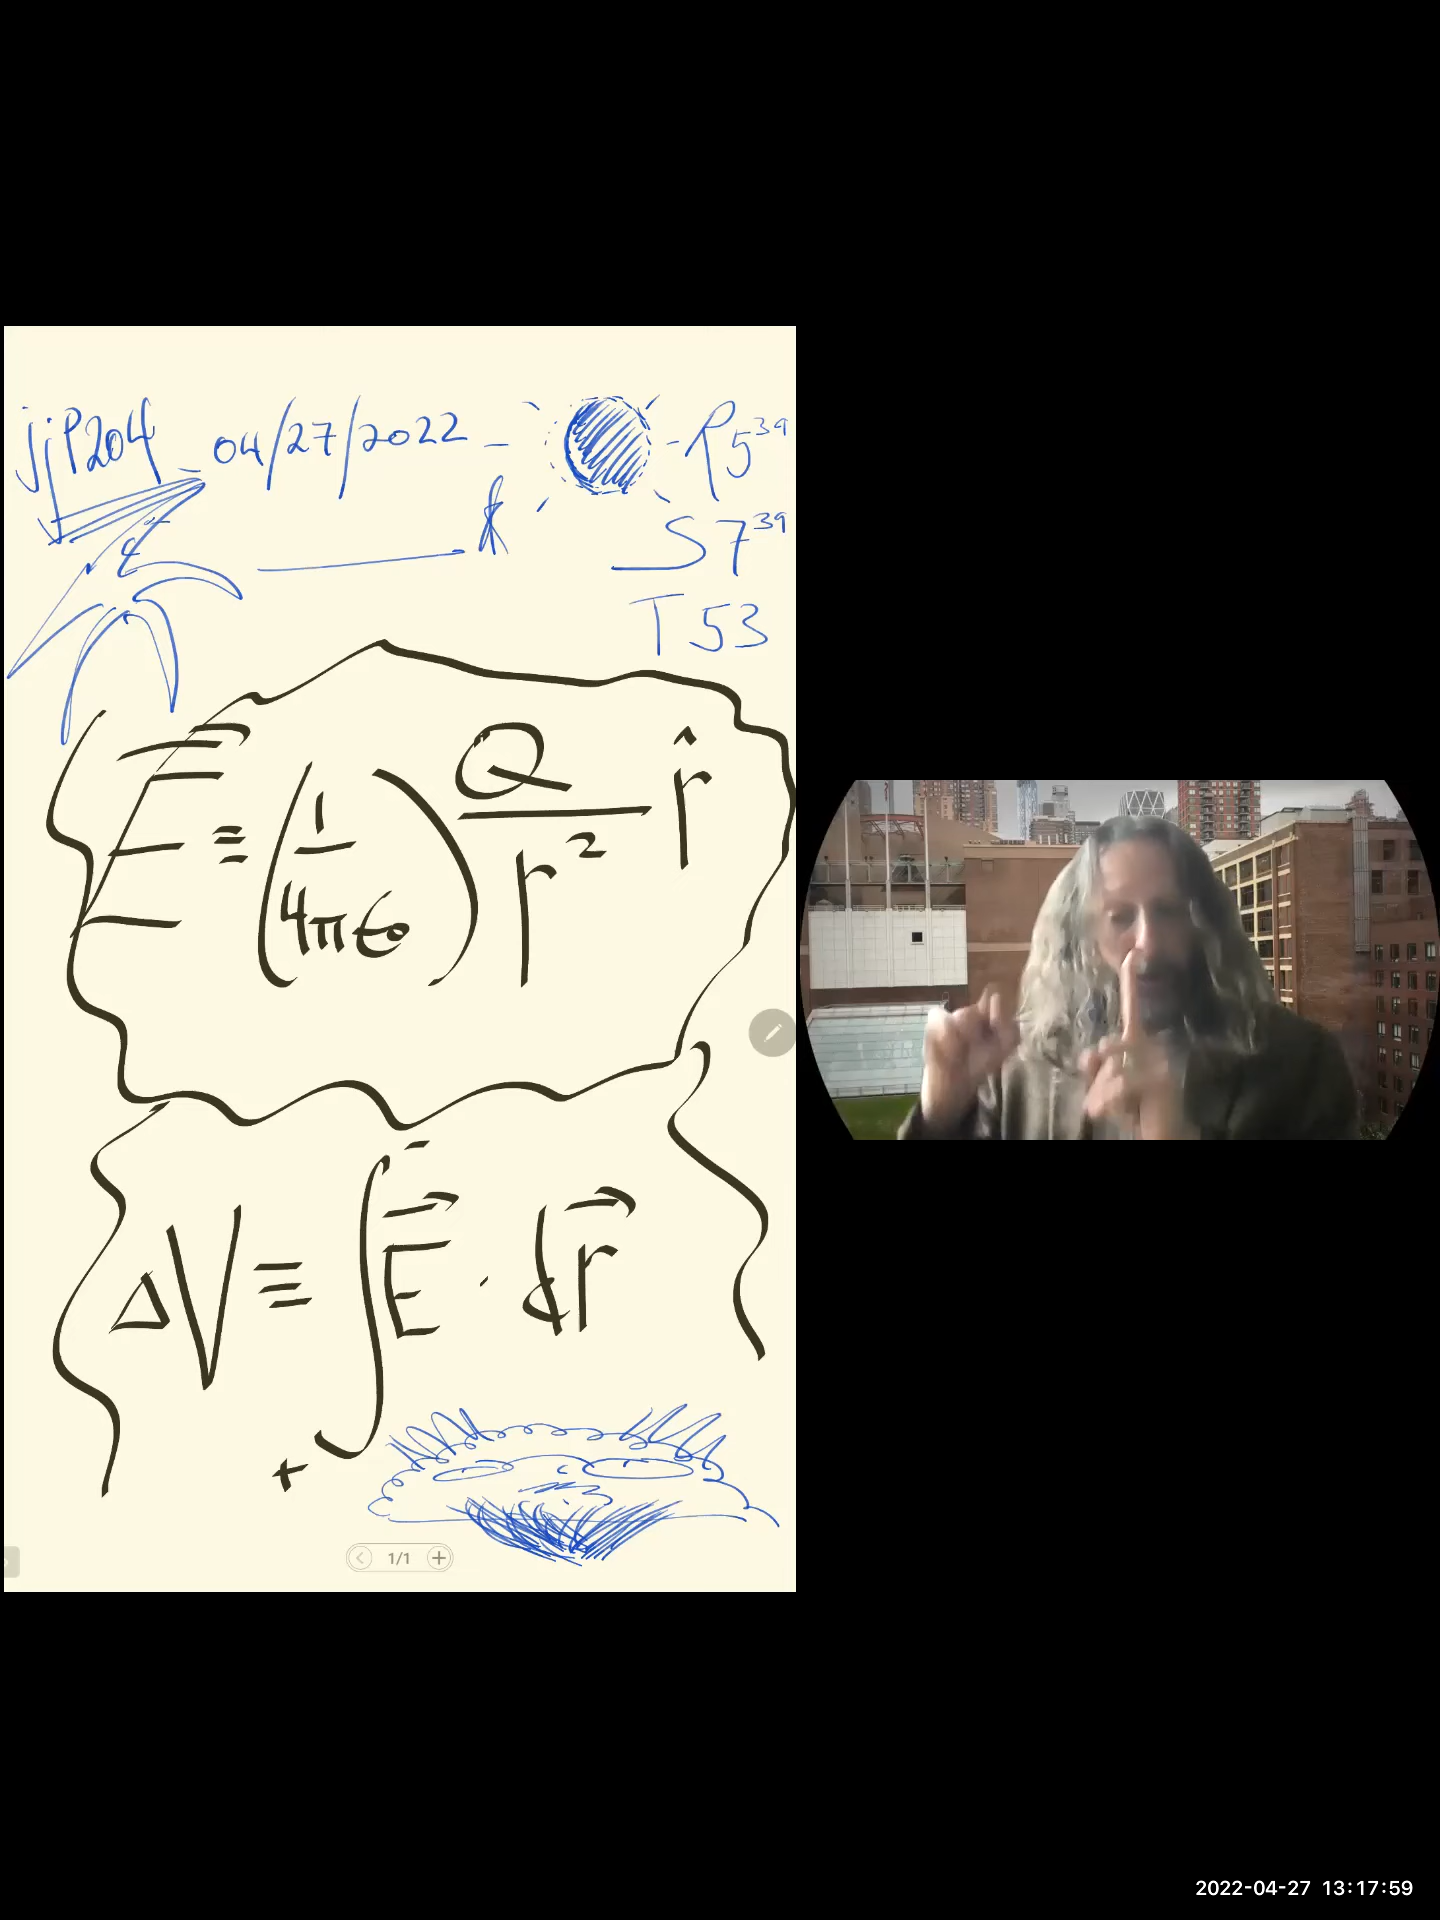 jjP204 - 04/27/2022 - - R5³⁹
S7³⁹
T53
E⃗ = (1/4πε₀) Q/r² r̂
ΔV ≡ ∫₊⁻ E⃗ · dr⃗
1/1
2022-04-27 13:17:59